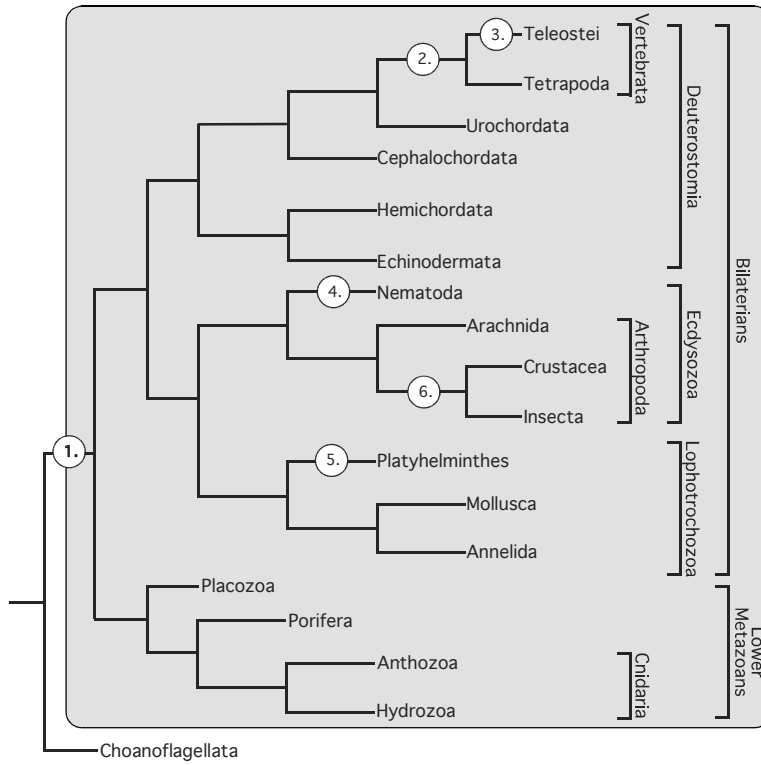 3.
Teleostei
2.
Tetrapoda
Vertebrata
Urochordata
Cephalochordata
Deuterostomia
Hemichordata
Echinodermata
Bilaterians
4.
Nematoda
Arachnida
6.
Crustacea
Insecta
Arthropoda
Ecdysozoa
1.
5.
Platyhelminthes
Mollusca
Annelida
Lophotrochozoa
Placozoa
Porifera
Anthozoa
Hydrozoa
Cnidaria
Lower
Metazoans
Choanoflagellata